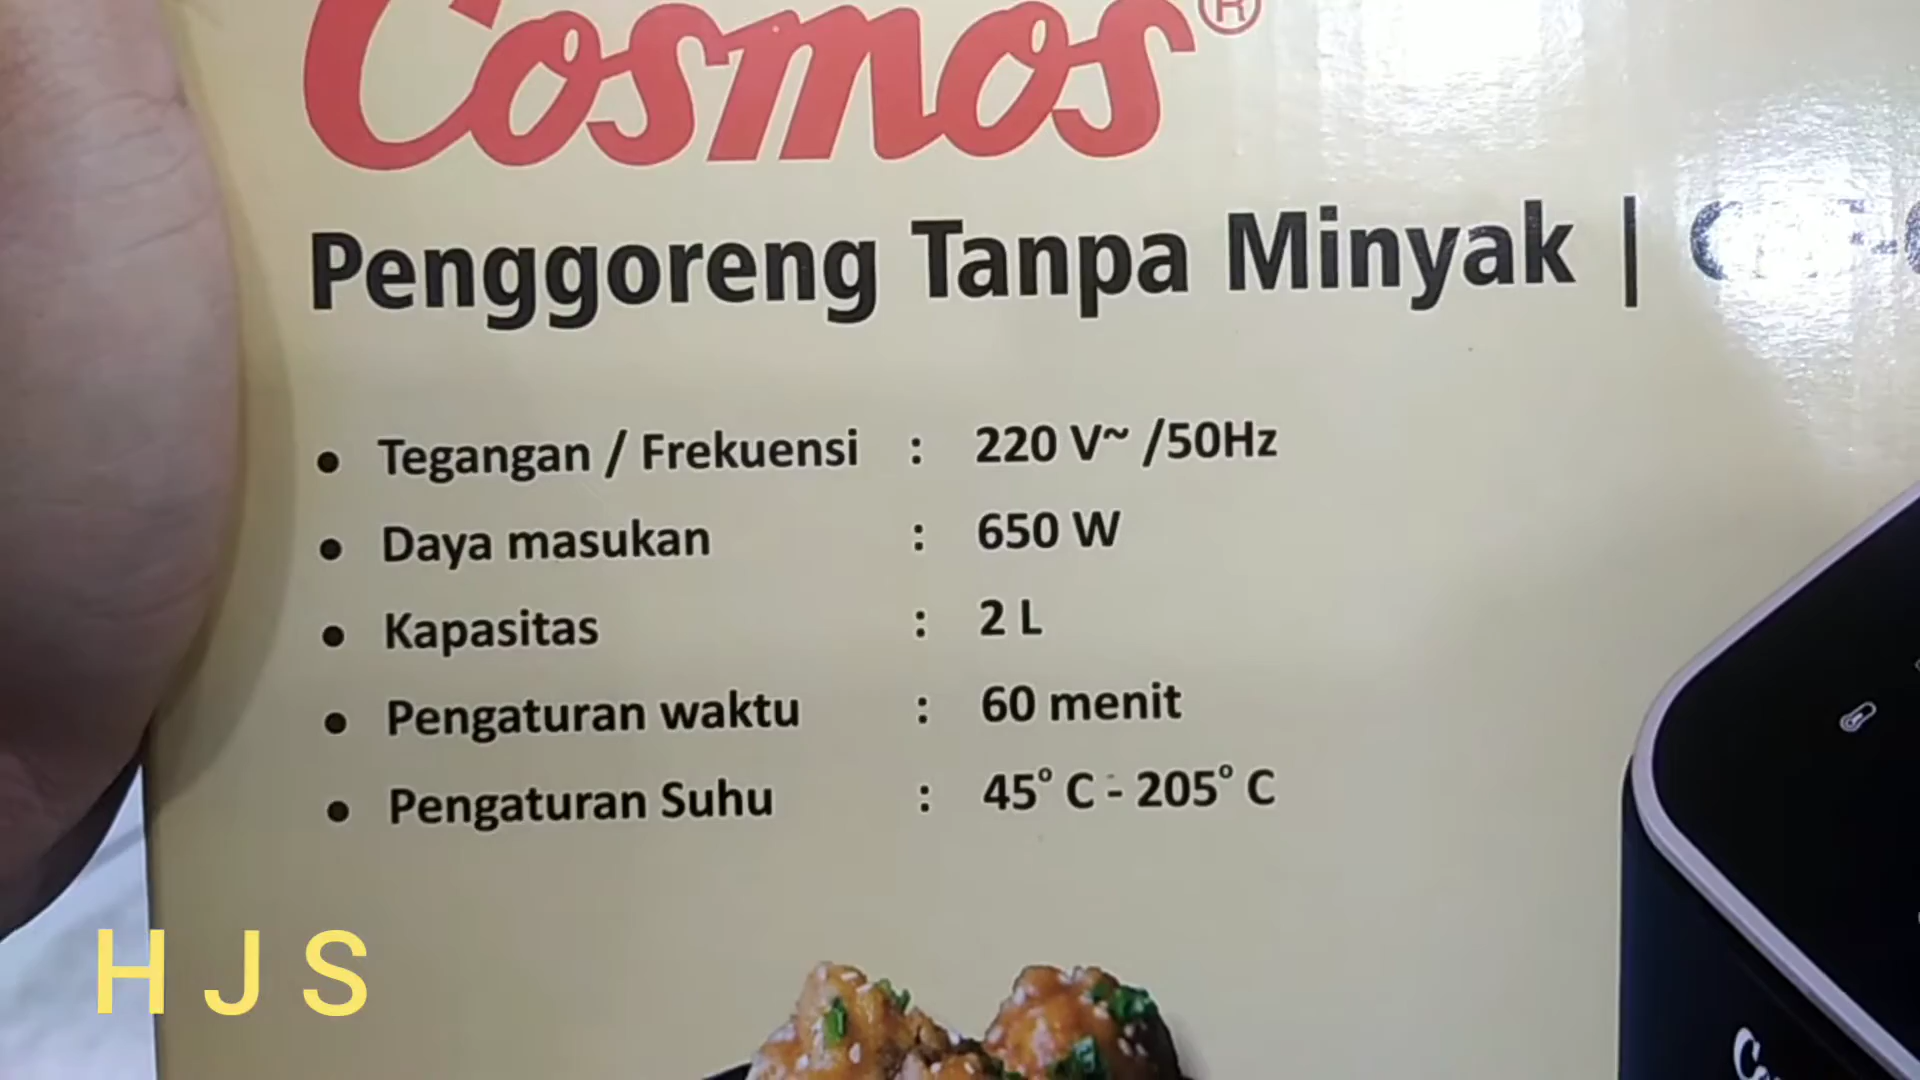 Cosmos®
Penggoreng Tanpa Minyak |
• Tegangan / Frekuensi : 220 V~ /50Hz
• Daya masukan : 650 W
• Kapasitas : 2 L
• Pengaturan waktu : 60 menit
• Pengaturan Suhu : 45° C - 205° C
H J S